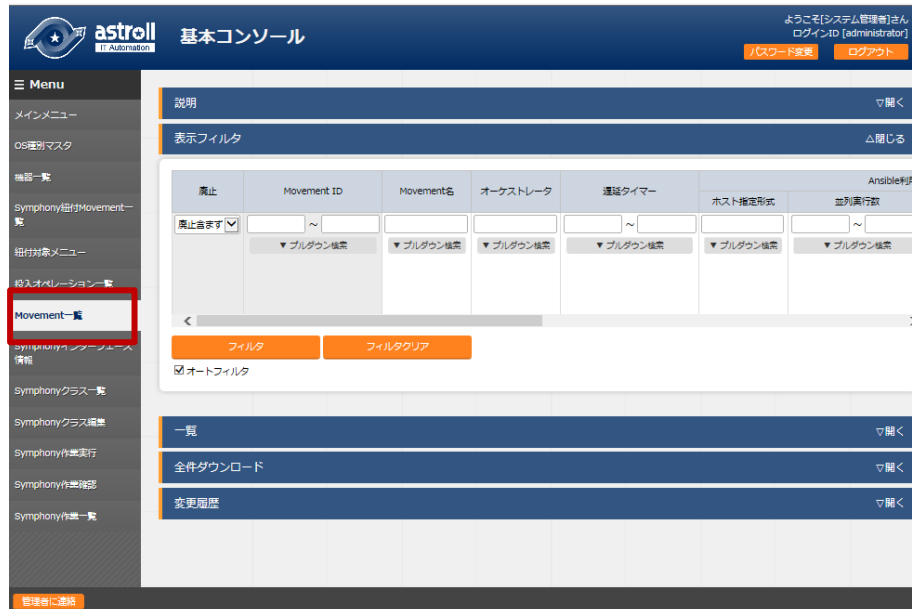 astroll
IT Automation
基本コンソール
ようこそ[システム管理者]さん
ログインID [administrator]
パスワード変更 ログアウト
☰ Menu
メインメニュー
OS種別マスタ
機器一覧
Symphony紐付Movement一
覧
紐付対象メニュー
投入オペレーション一覧
Movement一覧
Symphonyインターフェース
情報
Symphonyクラス一覧
Symphonyクラス編集
Symphony作業実行
Symphony作業確認
Symphony作業一覧
説明 ▽開く
表示フィルタ △閉じる
廃止 Movement ID Movement名 オーケストレータ 遅延タイマー Ansible利用
ホスト指定形式 並列実行数
廃止含まず ~ ~ ~
▼ プルダウン検索 ▼ プルダウン検索 ▼ プルダウン検索 ▼ プルダウン検索 ▼ プルダウン検索 ▼ プルダウン検索
フィルタ フィルタクリア
オートフィルタ
一覧 ▽開く
全件ダウンロード ▽開く
変更履歴 ▽開く
管理者に連絡